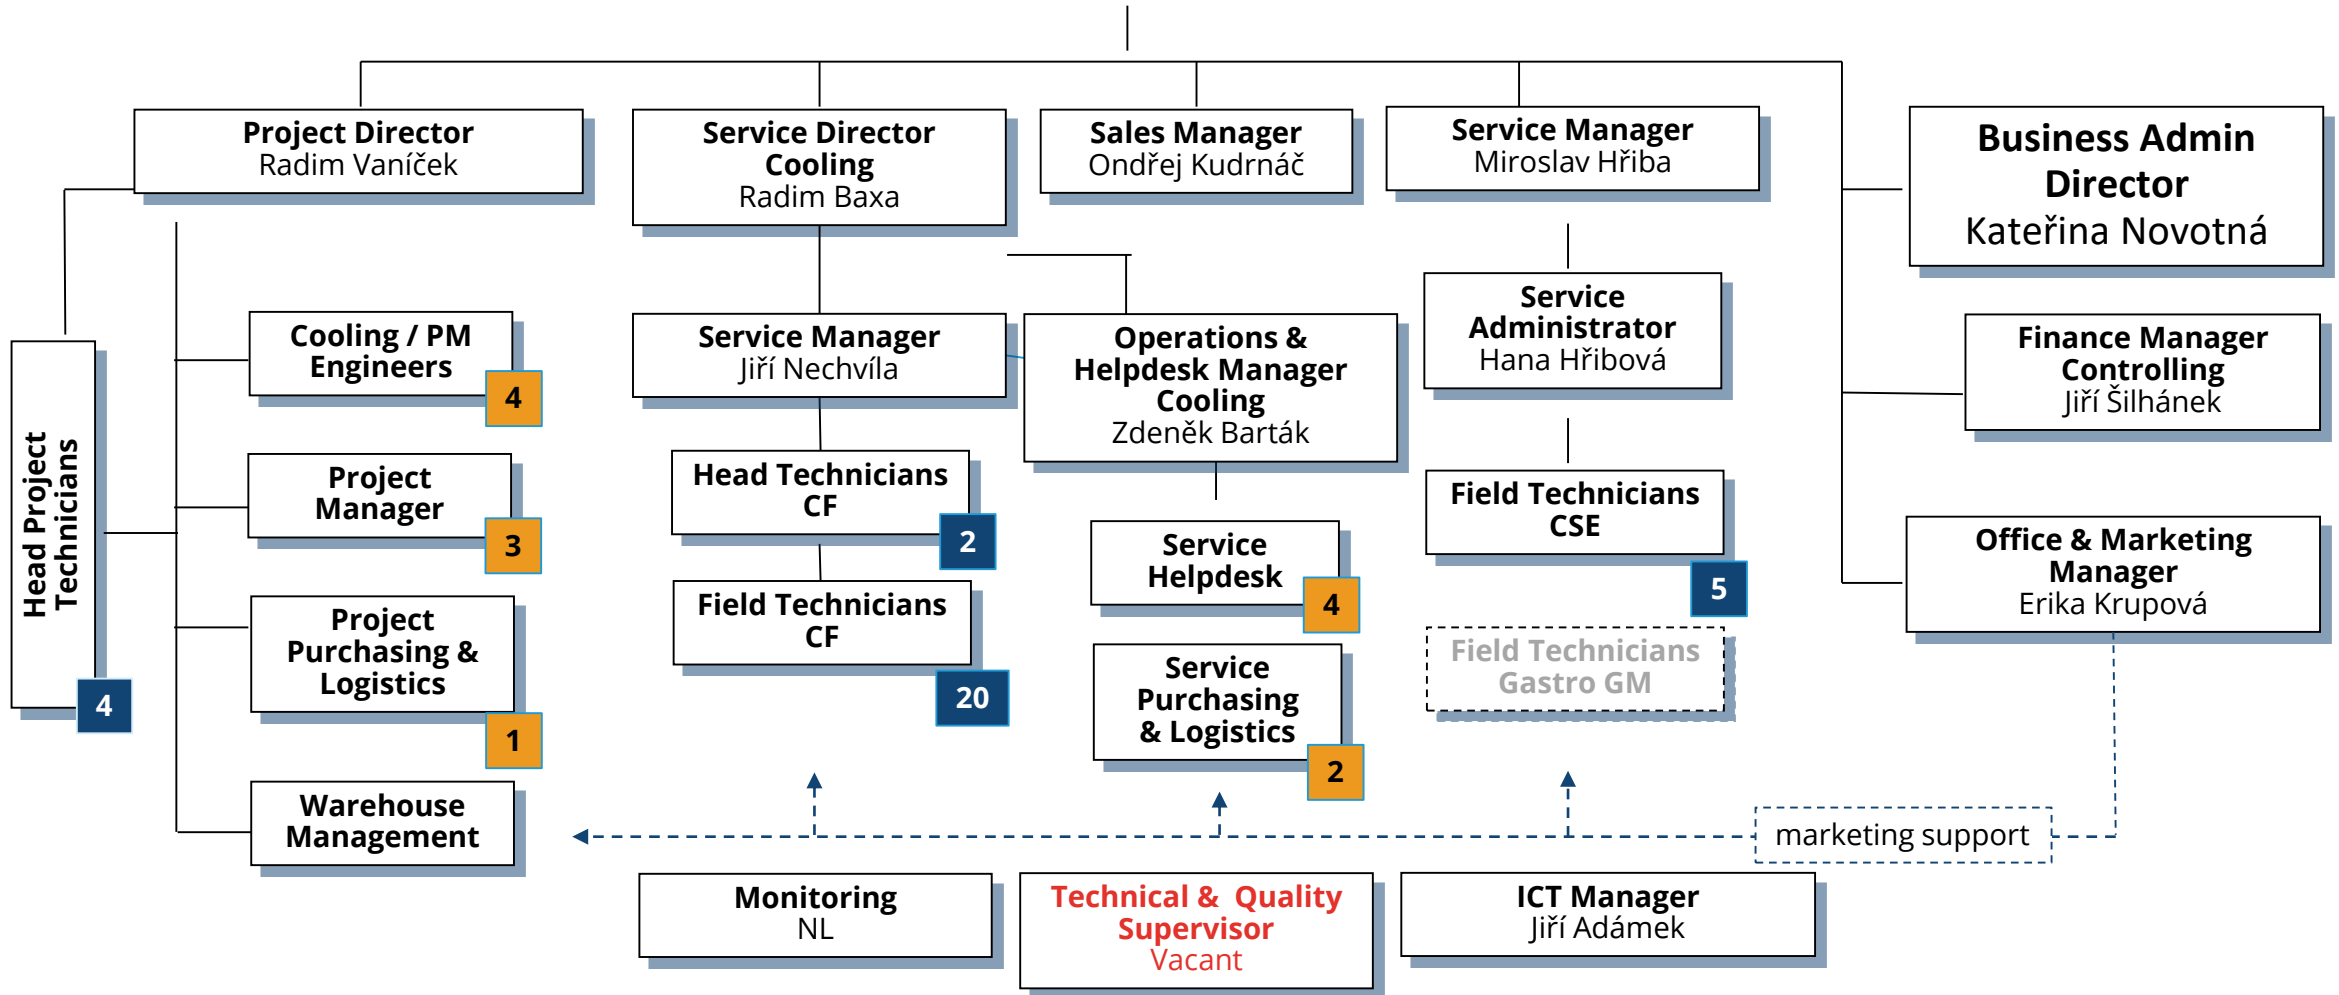 Project Director
Radim Vaníček
Service Director
Cooling
Radim Baxa
Sales Manager
Ondřej Kudrnáč
Service Manager
Miroslav Hřiba
Business Admin
Director
Kateřina Novotná
Head Project
Technicians
4
Cooling / PM
Engineers
4
Project
Manager
3
Project
Purchasing &
Logistics
1
Warehouse
Management
Service Manager
Jiří Nechvíla
Head Technicians
CF
2
Field Technicians
CF
20
Operations &
Helpdesk Manager
Cooling
Zdeněk Barták
Service
Helpdesk
4
Service
Purchasing
& Logistics
2
Service
Administrator
Hana Hřibová
Field Technicians
CSE
5
Field Technicians
Gastro GM
Finance Manager
Controlling
Jiří Šilhánek
Office & Marketing
Manager
Erika Krupová
marketing support
Monitoring
NL
Technical & Quality
Supervisor
Vacant
ICT Manager
Jiří Adámek